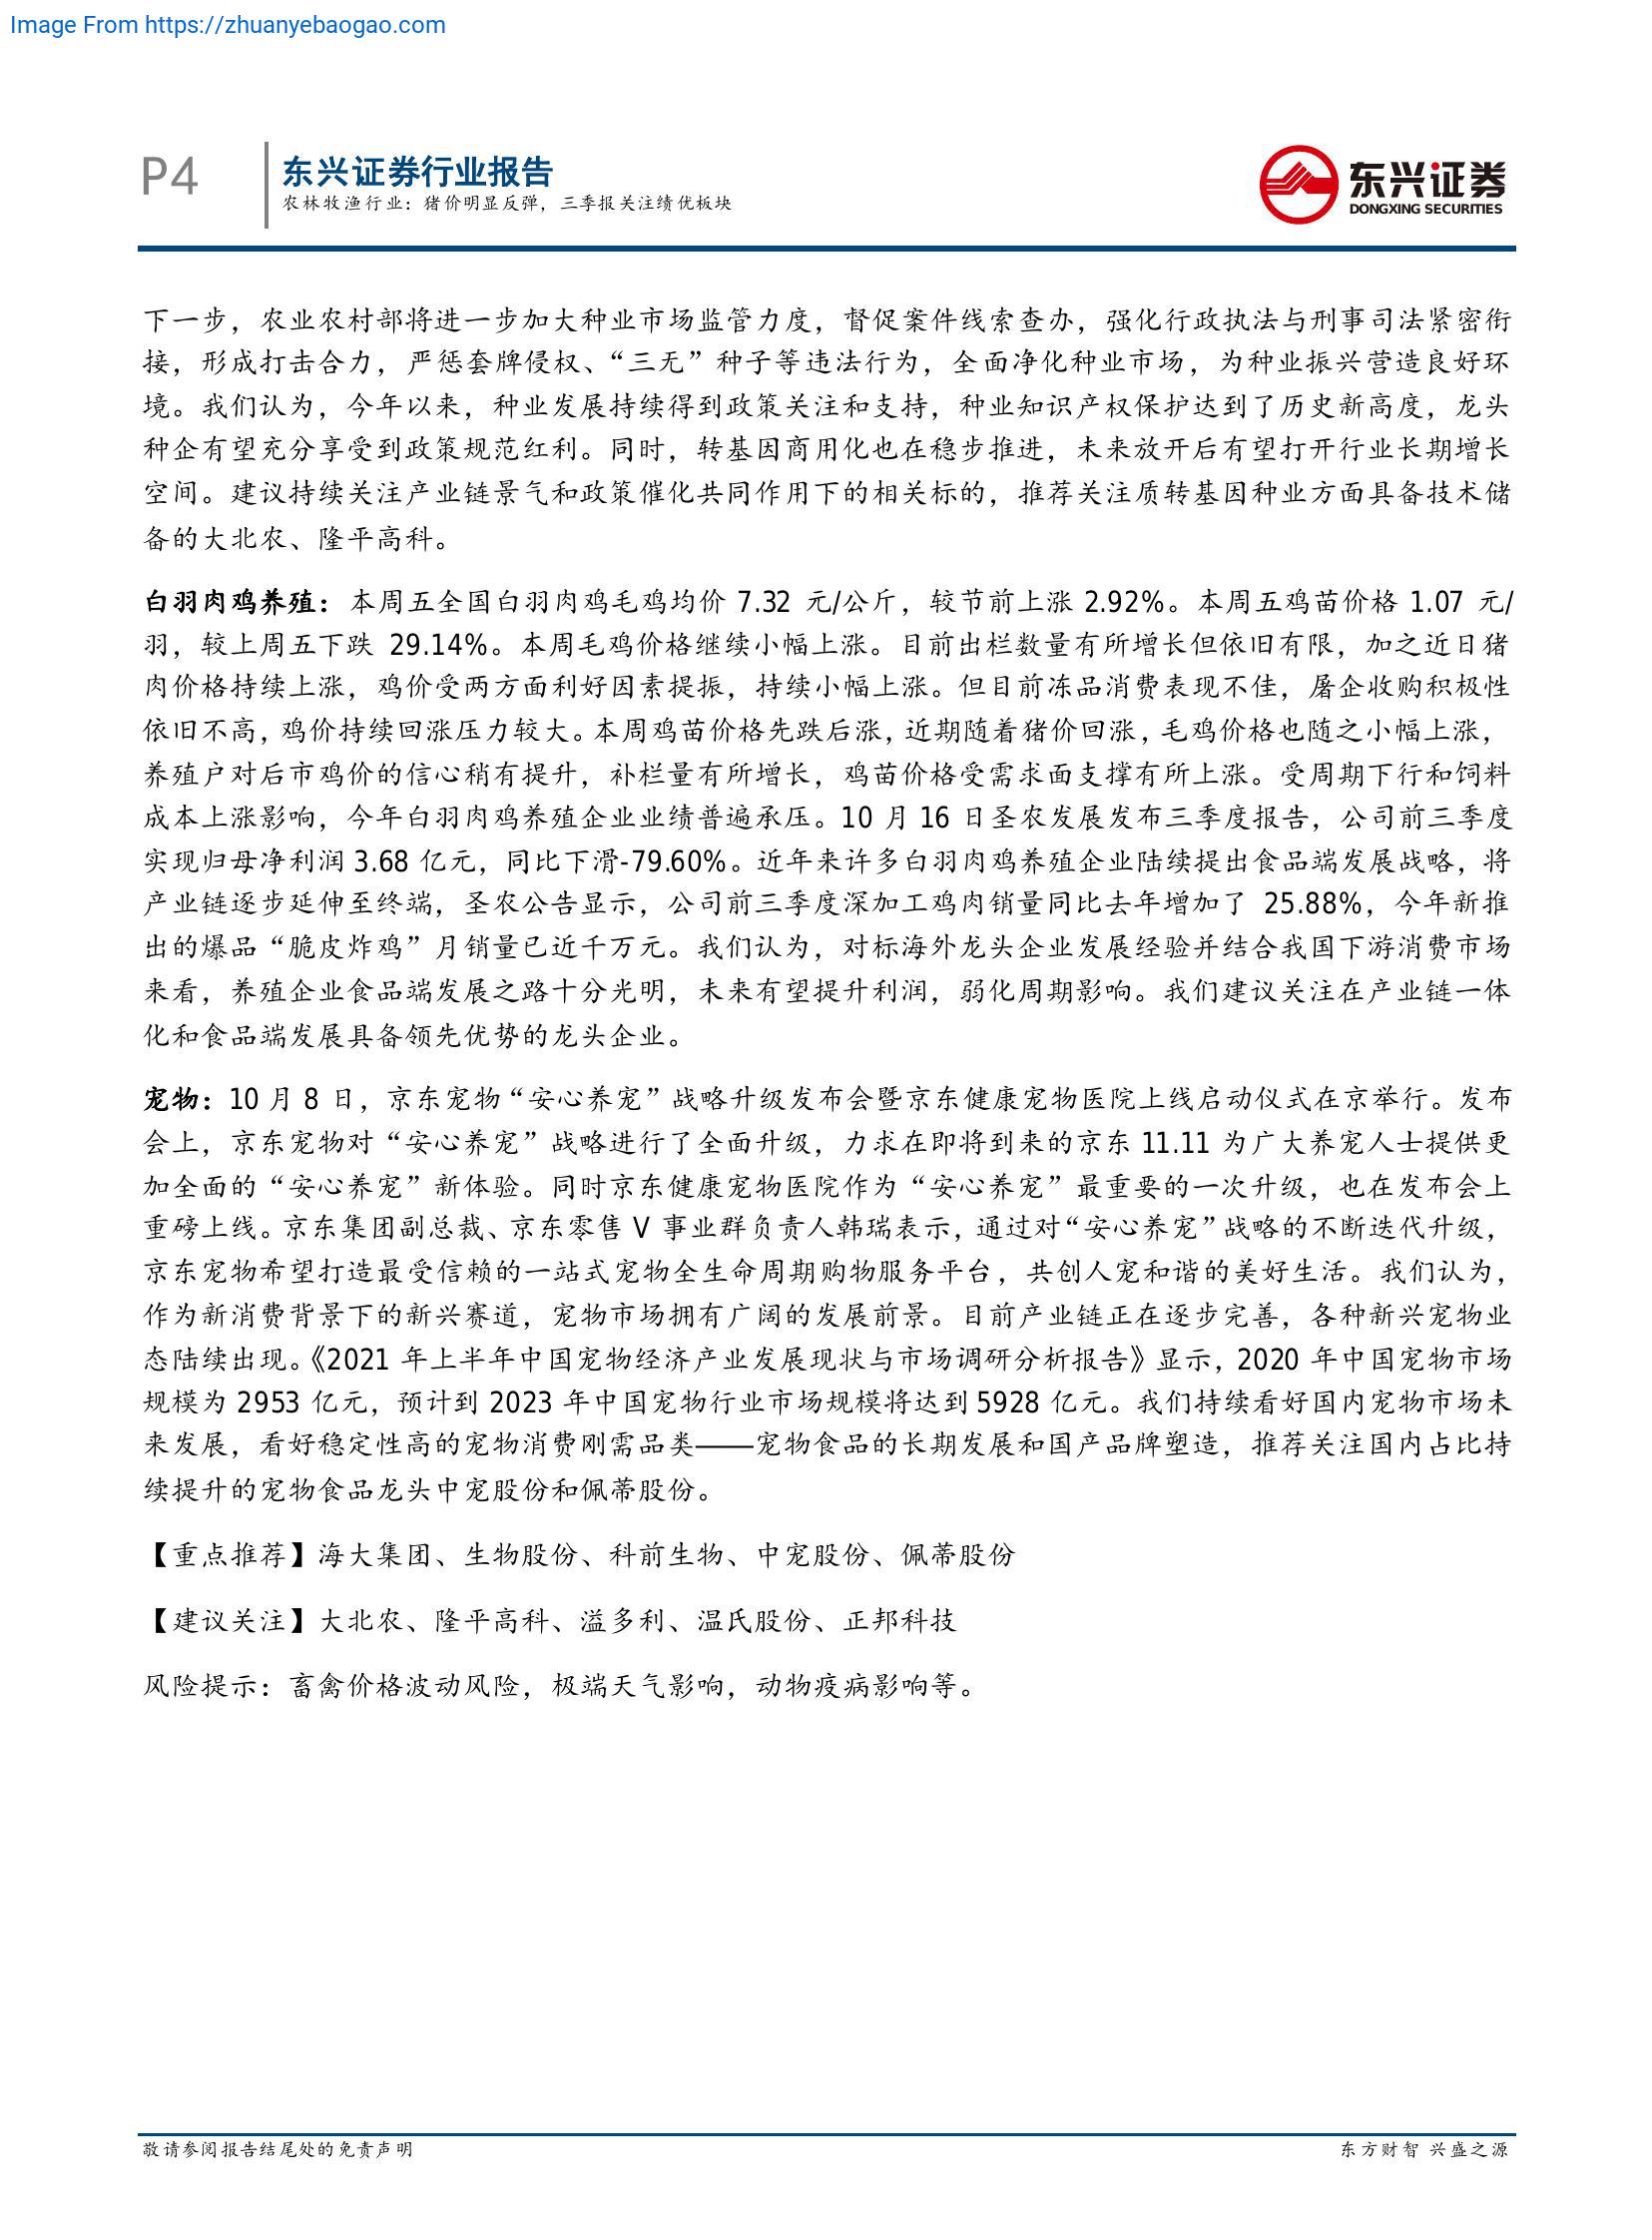 Image From https://zhuanyebaogao.com
P4
东兴证券行业报告
农林牧渔行业：猪价明显反弹，三季报关注绩优板块
东兴证券
DONGXING SECURITIES
下一步，农业农村部将进一步加大种业市场监管力度，督促案件线索查办，强化行政执法与刑事司法紧密衔
接，形成打击合力，严惩套牌侵权、“三无”种子等违法行为，全面净化种业市场，为种业振兴营造良好环
境。我们认为，今年以来，种业发展持续得到政策关注和支持，种业知识产权保护达到了历史新高度，龙头
种企有望充分享受到政策规范红利。同时，转基因商用化也在稳步推进，未来放开后有望打开行业长期增长
空间。建议持续关注产业链景气和政策催化共同作用下的相关标的，推荐关注质转基因种业方面具备技术储
备的大北农、隆平高科。
白羽肉鸡养殖：本周五全国白羽肉鸡毛鸡均价 7.32 元/公斤，较节前上涨 2.92%。本周五鸡苗价格 1.07 元/
羽，较上周五下跌 29.14%。本周毛鸡价格继续小幅上涨。目前出栏数量有所增长但依旧有限，加之近日猪
肉价格持续上涨，鸡价受两方面利好因素提振，持续小幅上涨。但目前冻品消费表现不佳，屠企收购积极性
依旧不高，鸡价持续回涨压力较大。本周鸡苗价格先跌后涨，近期随着猪价回涨，毛鸡价格也随之小幅上涨，
养殖户对后市鸡价的信心稍有提升，补栏量有所增长，鸡苗价格受需求面支撑有所上涨。受周期下行和饲料
成本上涨影响，今年白羽肉鸡养殖企业业绩普遍承压。10 月 16 日圣农发展发布三季度报告，公司前三季度
实现归母净利润 3.68 亿元，同比下滑-79.60%。近年来许多白羽肉鸡养殖企业陆续提出食品端发展战略，将
产业链逐步延伸至终端，圣农公告显示，公司前三季度深加工鸡肉销量同比去年增加了 25.88%，今年新推
出的爆品“脆皮炸鸡”月销量已近千万元。我们认为，对标海外龙头企业发展经验并结合我国下游消费市场
来看，养殖企业食品端发展之路十分光明，未来有望提升利润，弱化周期影响。我们建议关注在产业链一体
化和食品端发展具备领先优势的龙头企业。
宠物：10 月 8 日，京东宠物“安心养宠”战略升级发布会暨京东健康宠物医院上线启动仪式在京举行。发布
会上，京东宠物对“安心养宠”战略进行了全面升级，力求在即将到来的京东 11.11 为广大养宠人士提供更
加全面的“安心养宠”新体验。同时京东健康宠物医院作为“安心养宠”最重要的一次升级，也在发布会上
重磅上线。京东集团副总裁、京东零售 V 事业群负责人韩瑞表示，通过对“安心养宠”战略的不断迭代升级，
京东宠物希望打造最受信赖的一站式宠物全生命周期购物服务平台，共创人宠和谐的美好生活。我们认为，
作为新消费背景下的新兴赛道，宠物市场拥有广阔的发展前景。目前产业链正在逐步完善，各种新兴宠物业
态陆续出现。《2021 年上半年中国宠物经济产业发展现状与市场调研分析报告》显示，2020 年中国宠物市场
规模为 2953 亿元，预计到 2023 年中国宠物行业市场规模将达到 5928 亿元。我们持续看好国内宠物市场未
来发展，看好稳定性高的宠物消费刚需品类——宠物食品的长期发展和国产品牌塑造，推荐关注国内占比持
续提升的宠物食品龙头中宠股份和佩蒂股份。
【重点推荐】海大集团、生物股份、科前生物、中宠股份、佩蒂股份
【建议关注】大北农、隆平高科、溢多利、温氏股份、正邦科技
风险提示：畜禽价格波动风险，极端天气影响，动物疫病影响等。
敬请参阅报告结尾处的免责声明
东方财智 兴盛之源